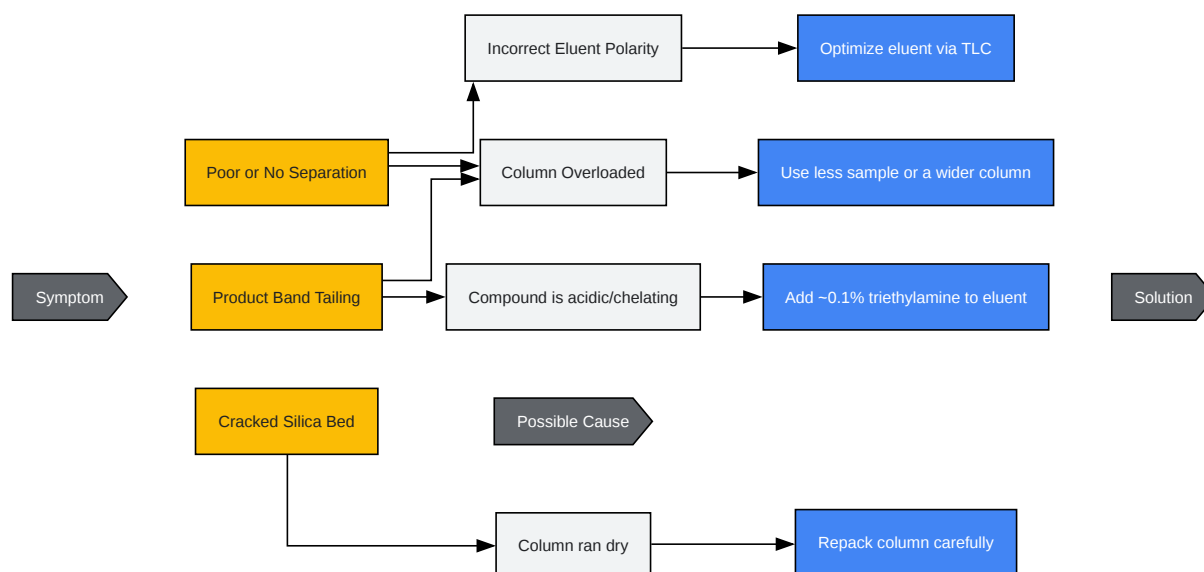 Incorrect Eluent Polarity
Optimize eluent via TLC
Poor or No Separation
Column Overloaded
Use less sample or a wider column
Symptom
Product Band Tailing
Compound is acidic/chelating
Add ~0.1% triethylamine to eluent
Solution
Cracked Silica Bed
Possible Cause
Column ran dry
Repack column carefully